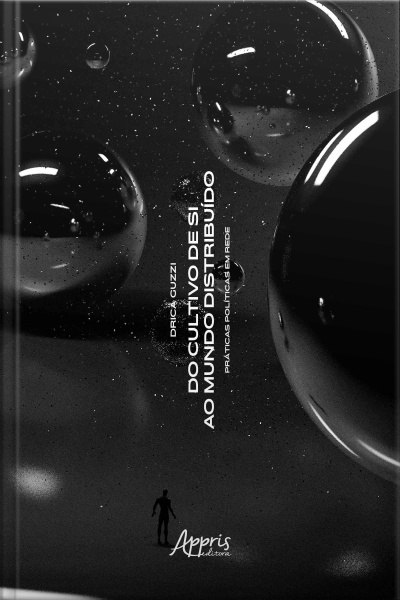 DRICA GUZZI
DO CULTIVO DE SI
AO MUNDO DISTRIBUÍDO
PRÁTICAS POLÍTICAS EM REDE
Appris
editora